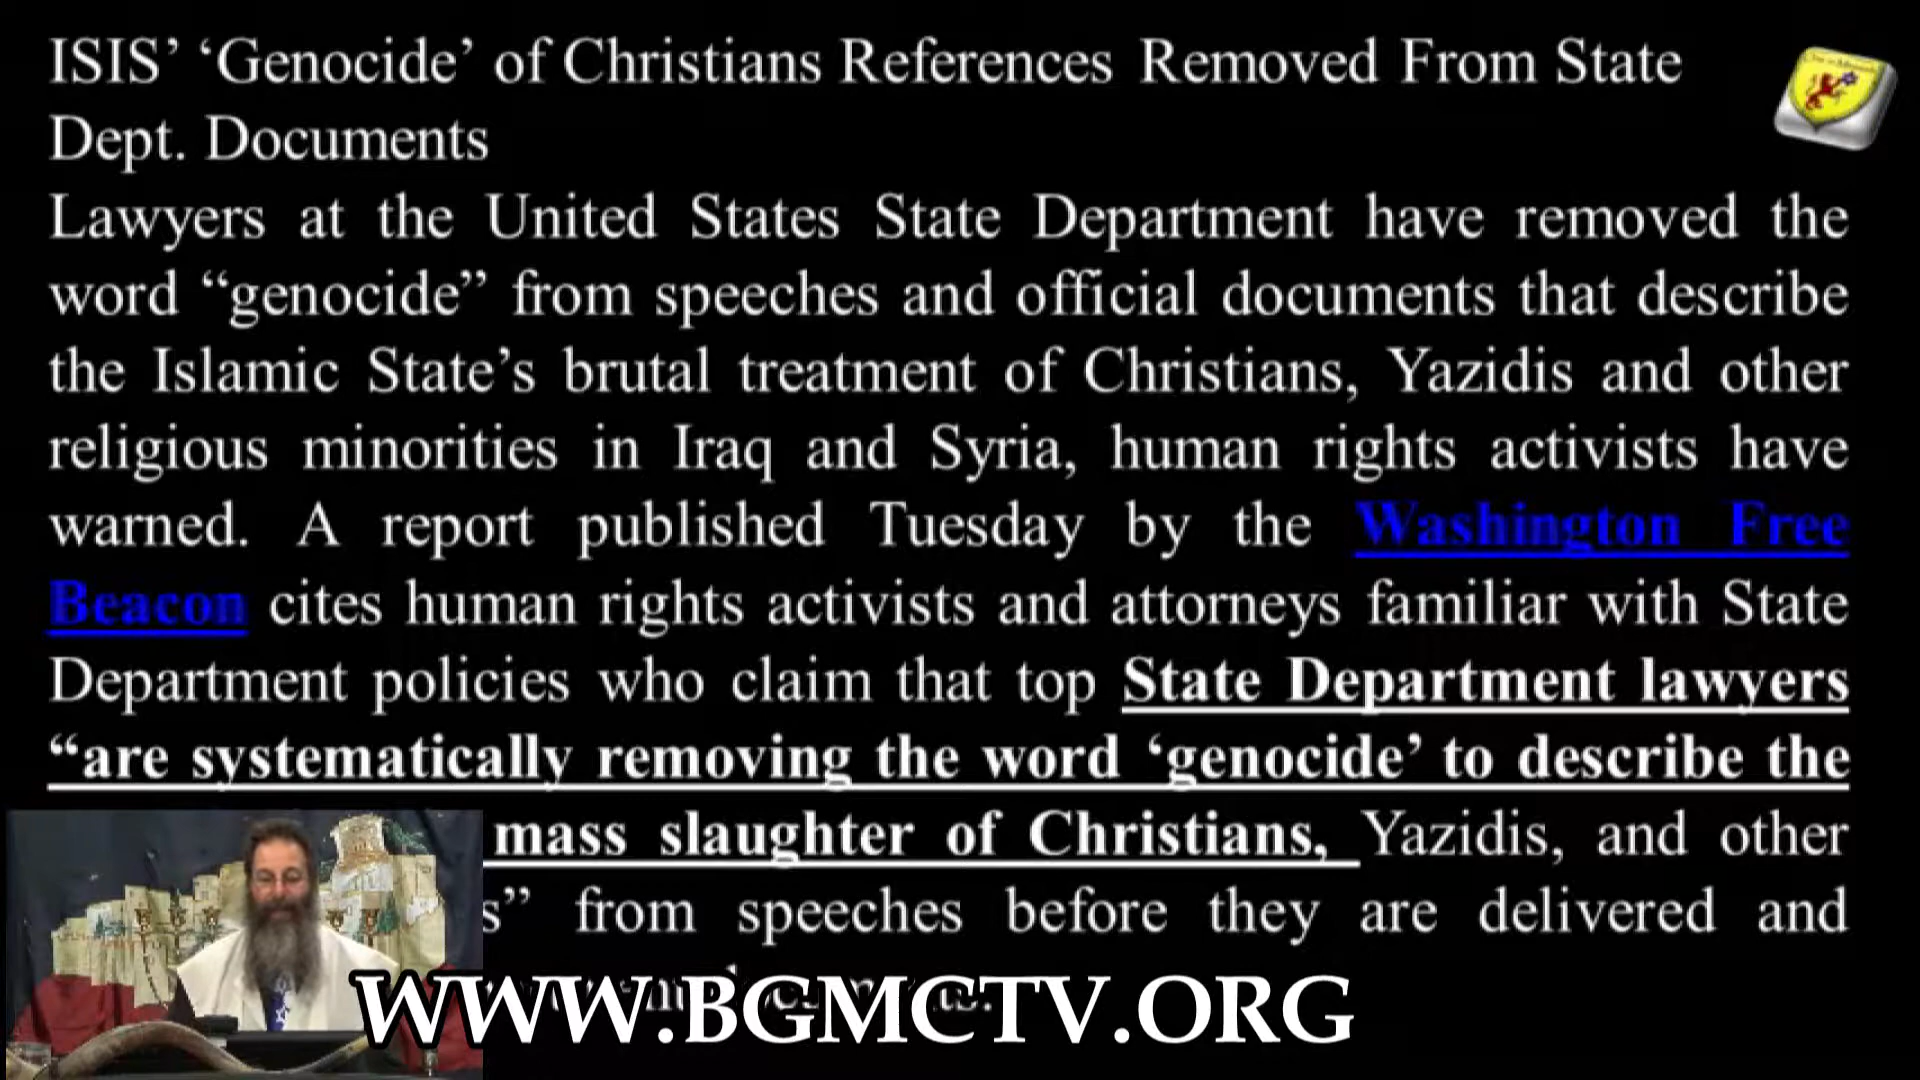 ISIS’ ‘Genocide’ of Christians References Removed From State
Dept. Documents
Lawyers at the United States State Department have removed the
word “genocide” from speeches and official documents that describe
the Islamic State’s brutal treatment of Christians, Yazidis and other
religious minorities in Iraq and Syria, human rights activists have
warned. A report published Tuesday by the Washington Free
Beacon cites human rights activists and attorneys familiar with State
Department policies who claim that top State Department lawyers
“are systematically removing the word ‘genocide’ to describe the
mass slaughter of Christians, Yazidis, and other
s” from speeches before they are delivered and
WWW.BGMCTV.ORG